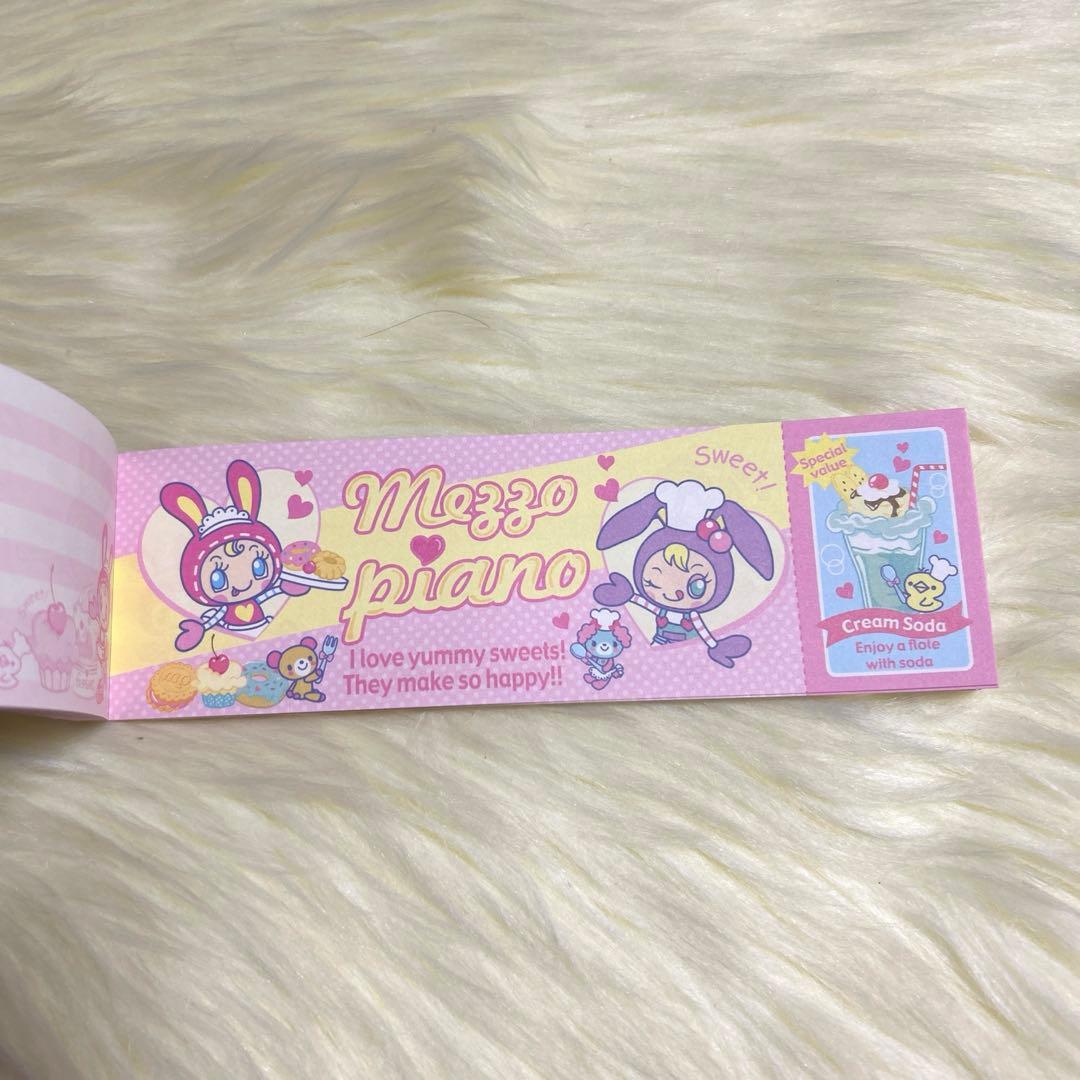 Mezzo
piano
I love yummy sweets!
They make so happy!!
Sweet!
Special
value
Cream Soda
Enjoy a flote
with soda